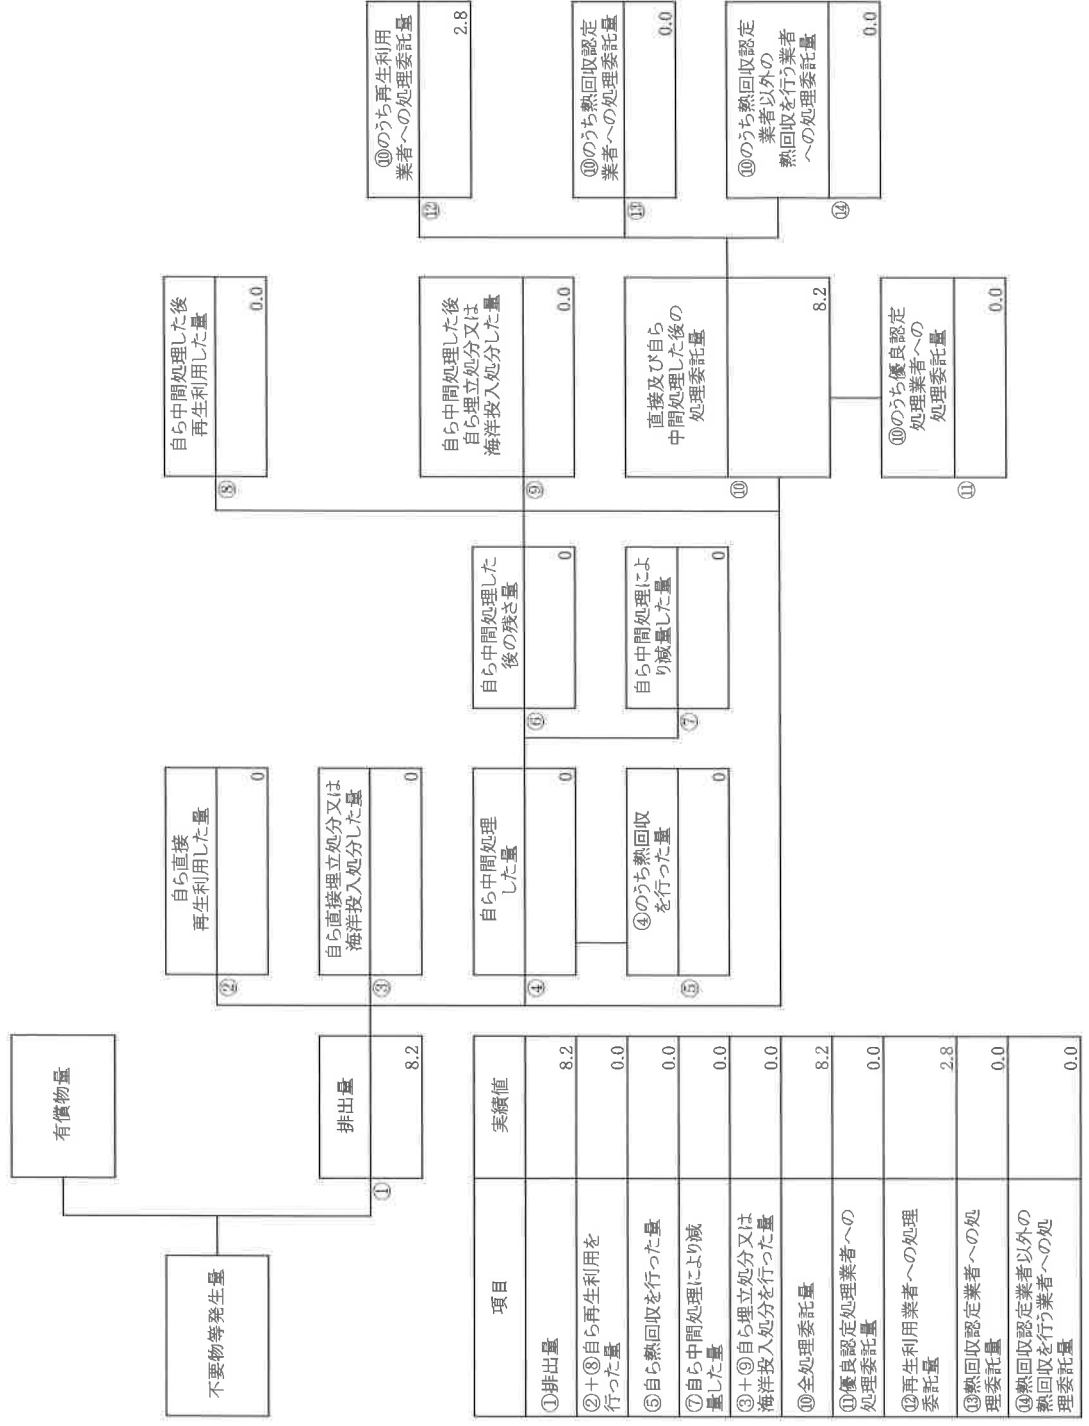 不要物等発生量
有償物量
①
排出量
8.2
②
自ら直接
再生利用した量
0
③
自ら直接埋立処分又は
海洋投入処分した量
0
④
自ら中間処理
した量
0
⑤
④のうち熱回収
を行った量
0
⑥
自ら中間処理した
後の残さ量
0
⑦
自ら中間処理によ
り減量した量
0
⑧
自ら中間処理した後
再生利用した量
0.0
⑨
自ら中間処理した後
自ら埋立処分又は
海洋投入処分した量
0.0
⑩
直接及び自ら
中間処理した後の
処理委託量
8.2
⑪
⑩のうち優良認定
処理業者への
処理委託量
0.0
⑫
⑩のうち再生利用
業者への処理委託量
2.8
⑬
⑩のうち熱回収認定
業者への処理委託量
0.0
⑭
⑩のうち熱回収認定
業者以外の
熱回収を行う業者
への処理委託量
0.0
項目 実績値
①排出量 8.2
②+⑧自ら再生利用を
行った量 0.0
⑤自ら熱回収を行った量 0.0
⑦自ら中間処理により減
量した量 0.0
③+⑨自ら埋立処分又は
海洋投入処分を行った量 0.0
⑩全処理委託量 8.2
⑪優良認定処理業者への
処理委託量 0.0
⑫再生利用業者への処理
委託量 2.8
⑬熱回収認定業者への処
理委託量 0.0
⑭熱回収認定業者以外の
熱回収を行う業者への処
理委託量 0.0